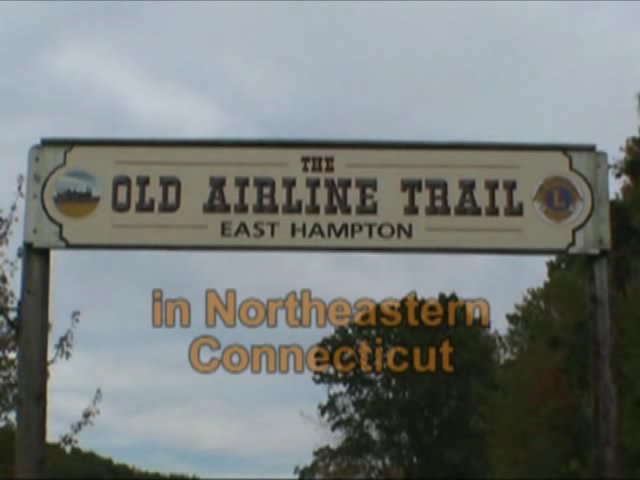 THE
OLD AIRLINE TRAIL
EAST HAMPTON
L
in Northeastern
Connecticut